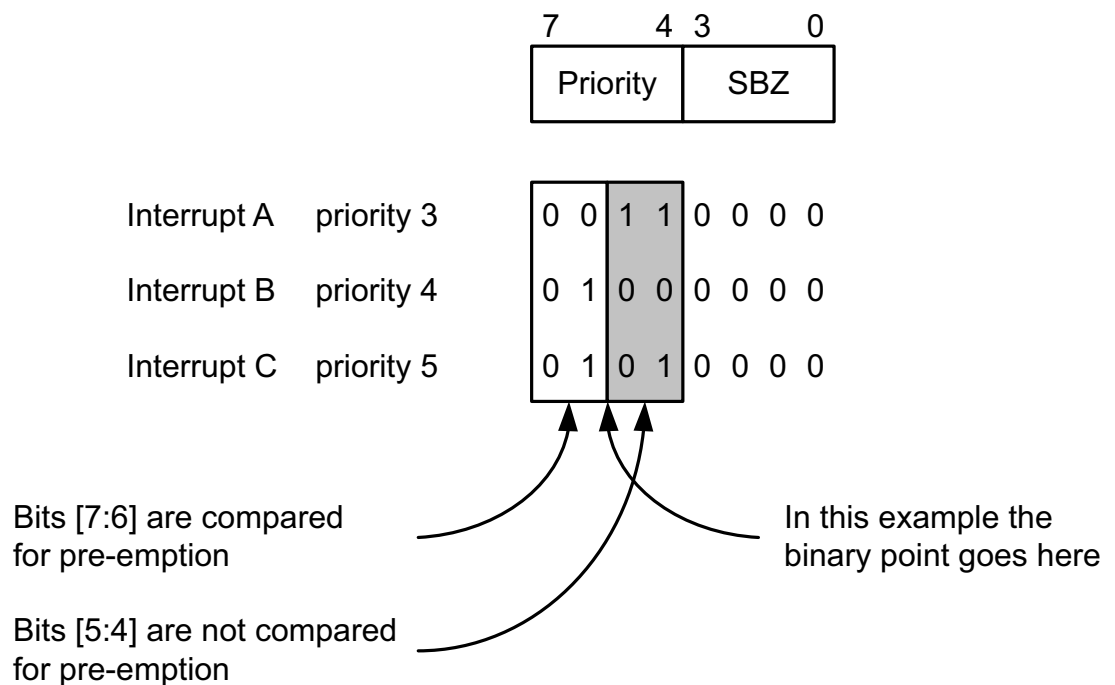 7 4 3 0
Priority SBZ
Interrupt A priority 3 0 0 1 1 0 0 0 0
Interrupt B priority 4 0 1 0 0 0 0 0 0
Interrupt C priority 5 0 1 0 1 0 0 0 0
Bits [7:6] are compared
for pre-emption
In this example the
binary point goes here
Bits [5:4] are not compared
for pre-emption